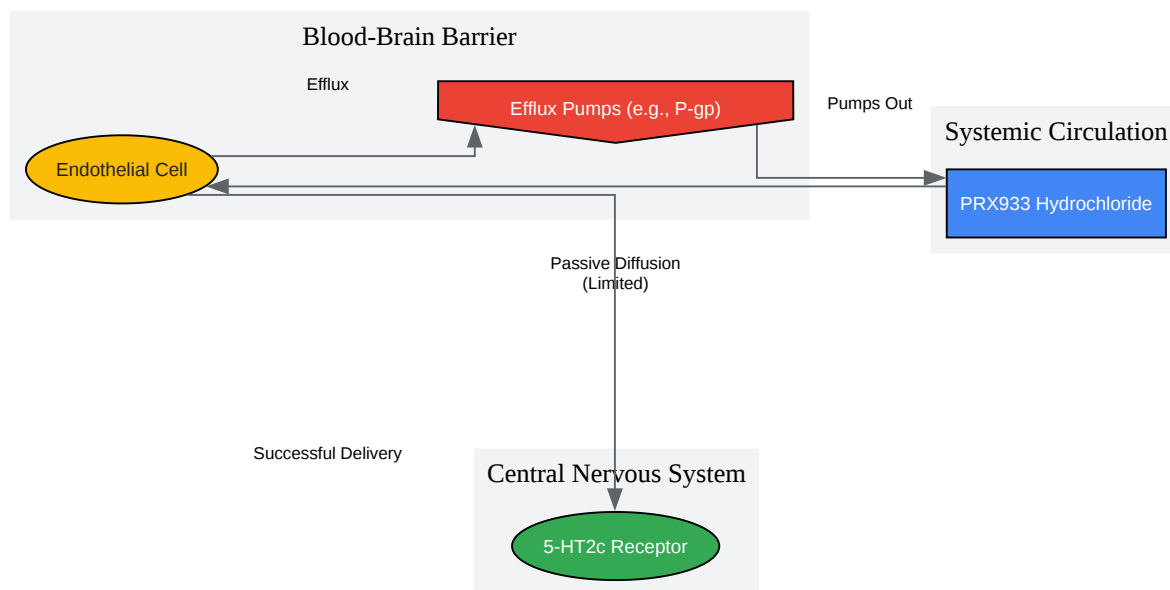 Blood-Brain Barrier
Efflux
Efflux Pumps (e.g., P-gp)
Pumps Out
Systemic Circulation
Endothelial Cell
PRX933 Hydrochloride
Passive Diffusion
(Limited)
Successful Delivery
Central Nervous System
5-HT2c Receptor